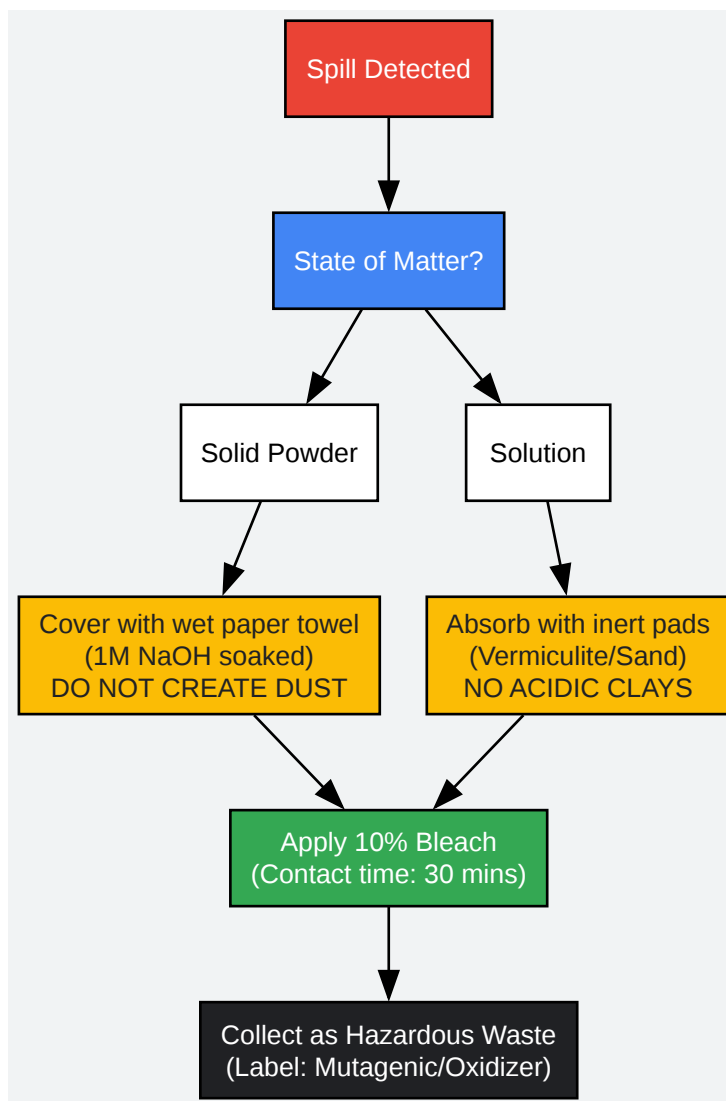 Spill Detected
State of Matter?
Solid Powder
Solution
Cover with wet paper towel
(1M NaOH soaked)
DO NOT CREATE DUST
Absorb with inert pads
(Vermiculite/Sand)
NO ACIDIC CLAYS
Apply 10% Bleach
(Contact time: 30 mins)
Collect as Hazardous Waste
(Label: Mutagenic/Oxidizer)